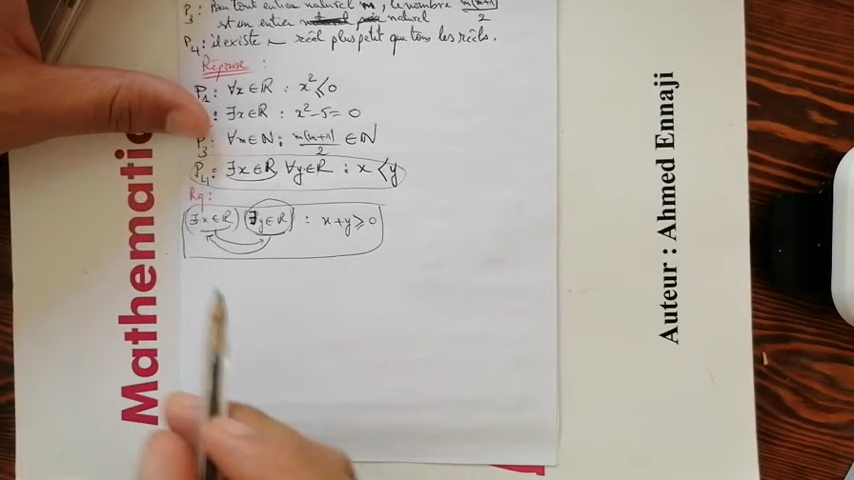 P3: Pour tout entier naturel n, le nombre n(n+1)/2
est un entier naturel
P4: il existe un réel plus petit que tous les réels.
Réponse :
P1: ∀x∈ℝ : x²⩽0
: ∃x∈ℝ : x²-5=0
P3: ∀n∈ℕ: n(n+1)/2 ∈ℕ
P4: ∃x∈ℝ ∀y∈ℝ : x<y
Rq:
(∃x∈ℝ) (∃y∈ℝ) : x+y⩾0
Mathématiq
Auteur : Ahmed Ennaji